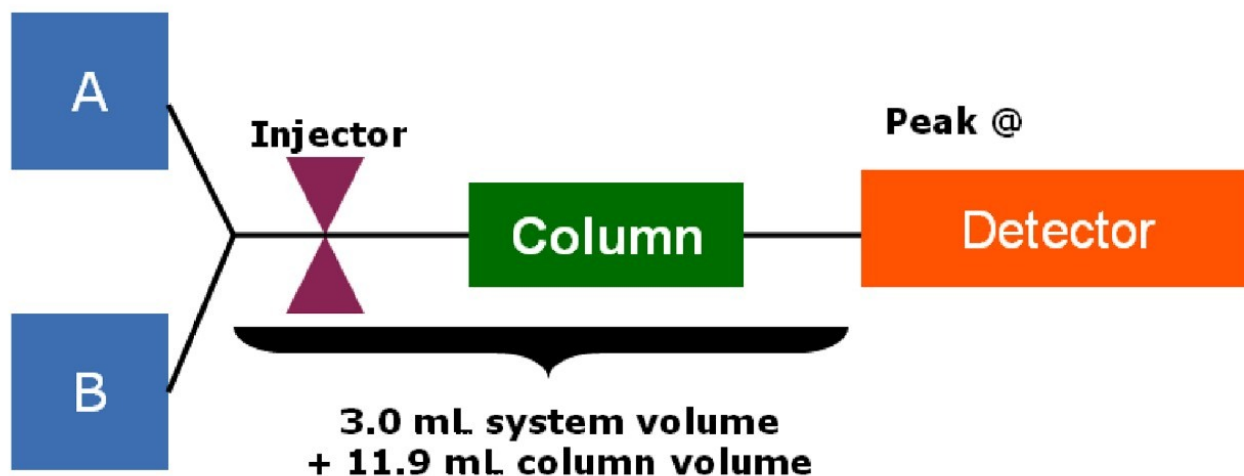 A
Injector
Peak @
Column
Detector
B
3.0 mL system volume
+ 11.9 mL column volume